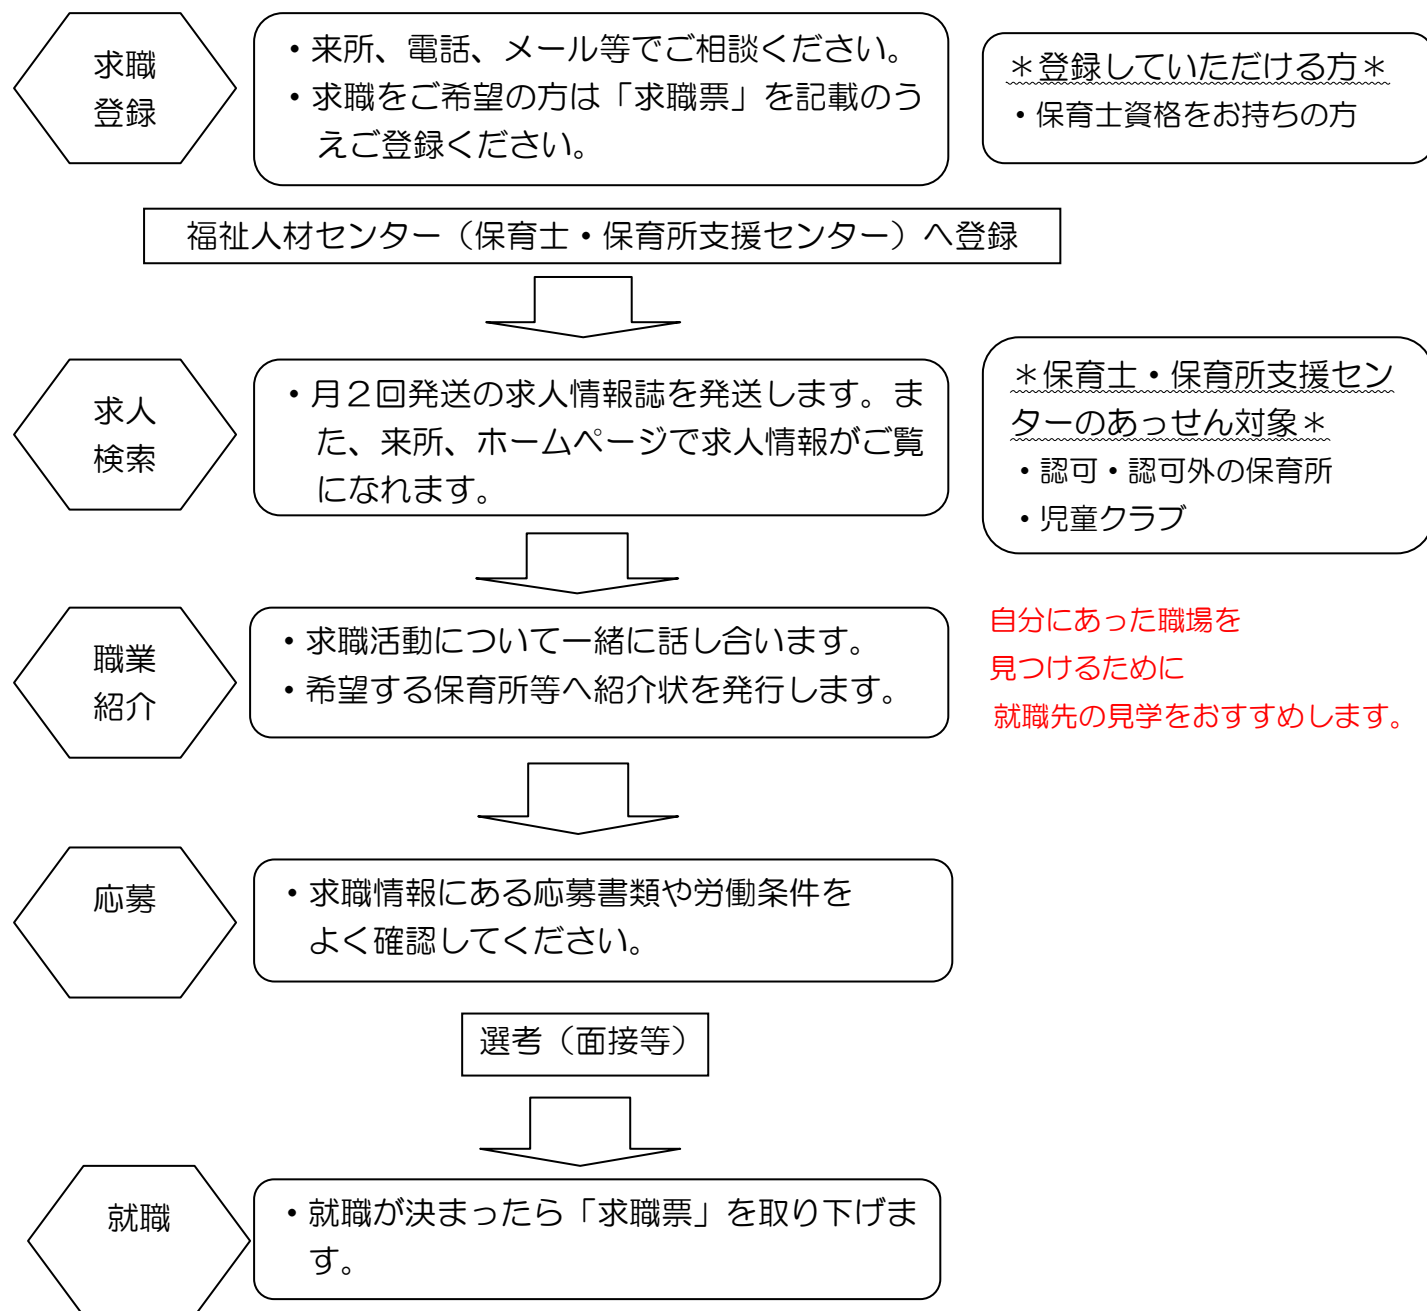 求職
登録
・来所、電話、メール等でご相談ください。
・求職をご希望の方は「求職票」を記載のう
えご登録ください。
＊登録していただける方＊
・保育士資格をお持ちの方
福祉人材センター（保育士・保育所支援センター）へ登録
求人
検索
・月２回発送の求人情報誌を発送します。ま
た、来所、ホームページで求人情報がご覧
になれます。
＊保育士・保育所支援セン
ターのあっせん対象＊
・認可・認可外の保育所
・児童クラブ
職業
紹介
・求職活動について一緒に話し合います。
・希望する保育所等へ紹介状を発行します。
自分にあった職場を
見つけるために
就職先の見学をおすすめします。
応募
・求職情報にある応募書類や労働条件を
よく確認してください。
選考（面接等）
就職
・就職が決まったら「求職票」を取り下げま
す。